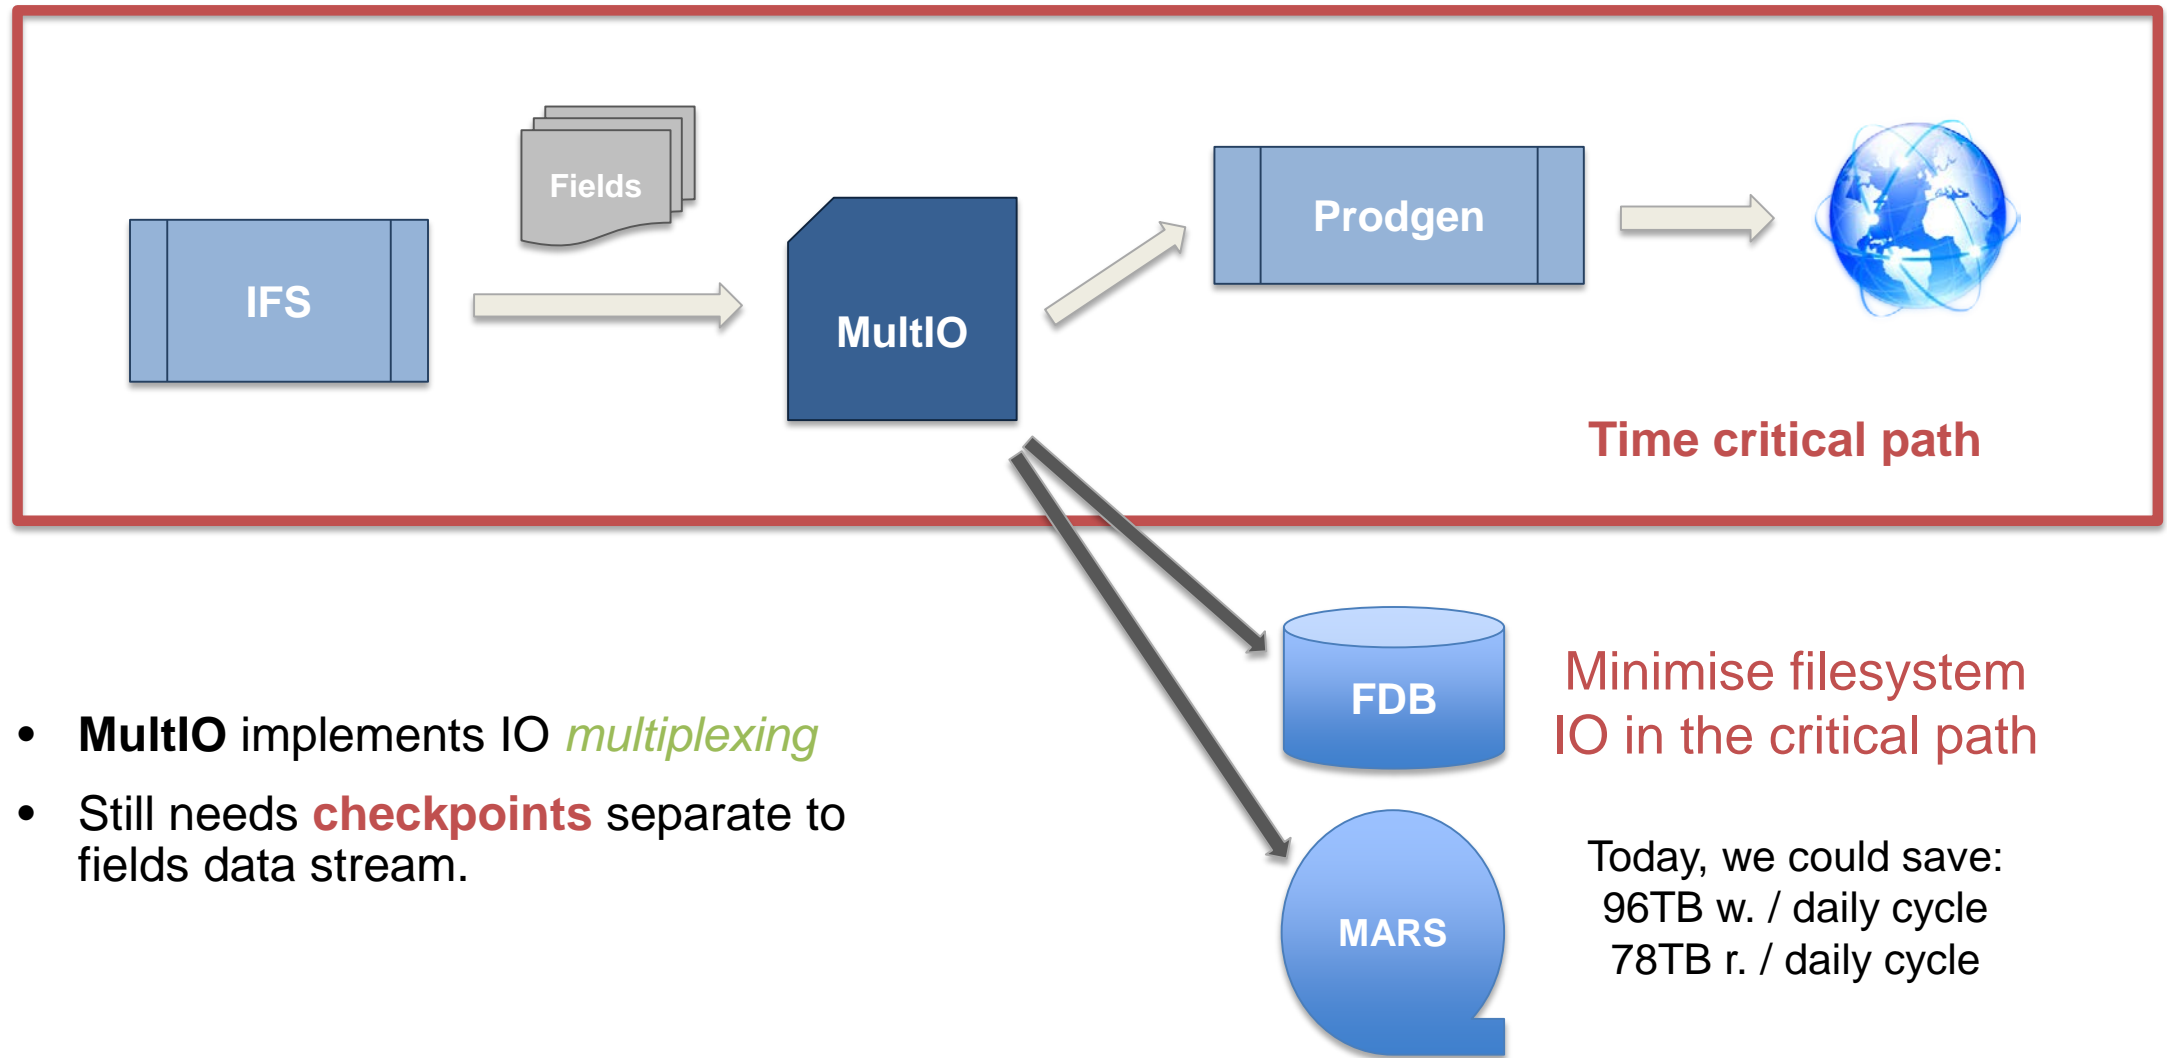 Fields
IFS
MultIO
Prodgen
Time critical path
FDB
Minimise filesystem
IO in the critical path
• MultIO implements IO multiplexing
• Still needs checkpoints separate to
fields data stream.
MARS
Today, we could save:
96TB w. / daily cycle
78TB r. / daily cycle